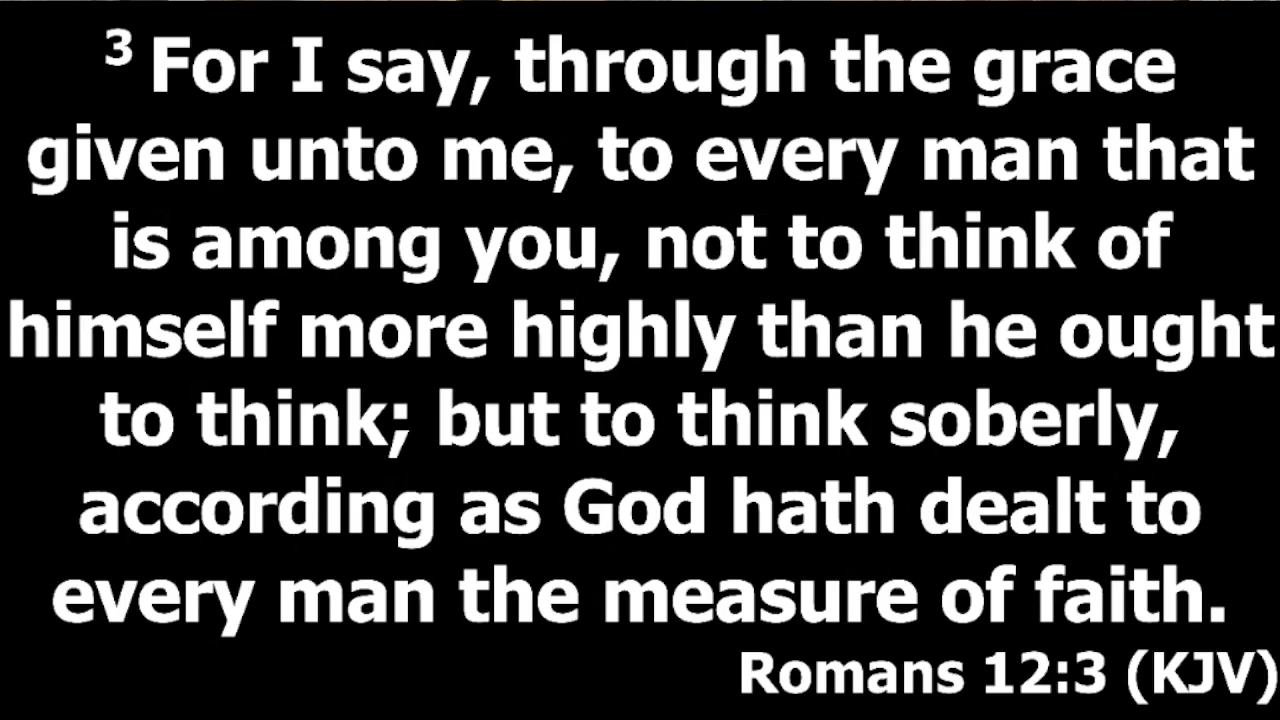 3 For I say, through the grace
given unto me, to every man that
is among you, not to think of
himself more highly than he ought
to think; but to think soberly,
according as God hath dealt to
every man the measure of faith.
Romans 12:3 (KJV)